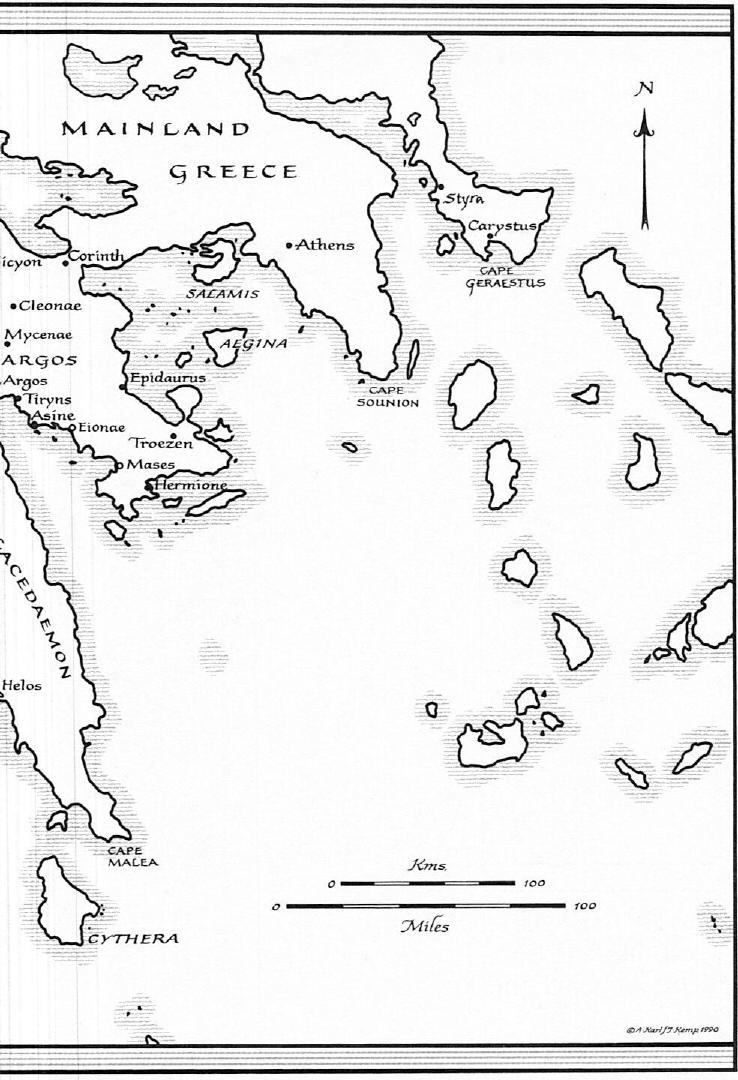 N
MAINLAND
GREECE
Styra
Carystus
CAPE
GERAESTUS
Athens
icyon
Corinth
SALAMIS
Cleonae
Mycenae
AEGINA
ARGOS
Argos
Epidaurus
CAPE
SOUNION
Tiryns
Asine
Eionae
Troezen
Mases
Hermione
LACEDAEMON
Helos
CAPE
MALEA
CYTHERA
Kms.
0 100
0 100
Miles
© A Karl / J Kemp 1990